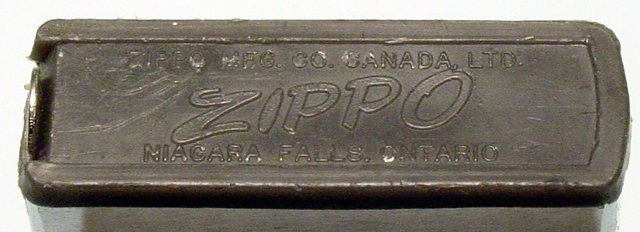 ZIPPO MFG. CO. CANADA, LTD.
ZIPPO
NIAGARA FALLS, ONTARIO